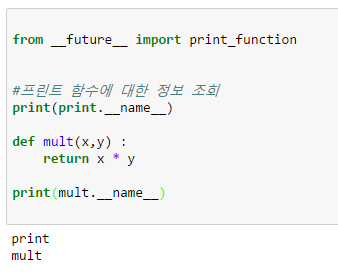 from __future__ import print_function
#프린트 함수에 대한 정보 조회
print(print.__name__)
def mult(x,y) :
    return x * y
print(mult.__name__)
print
mult